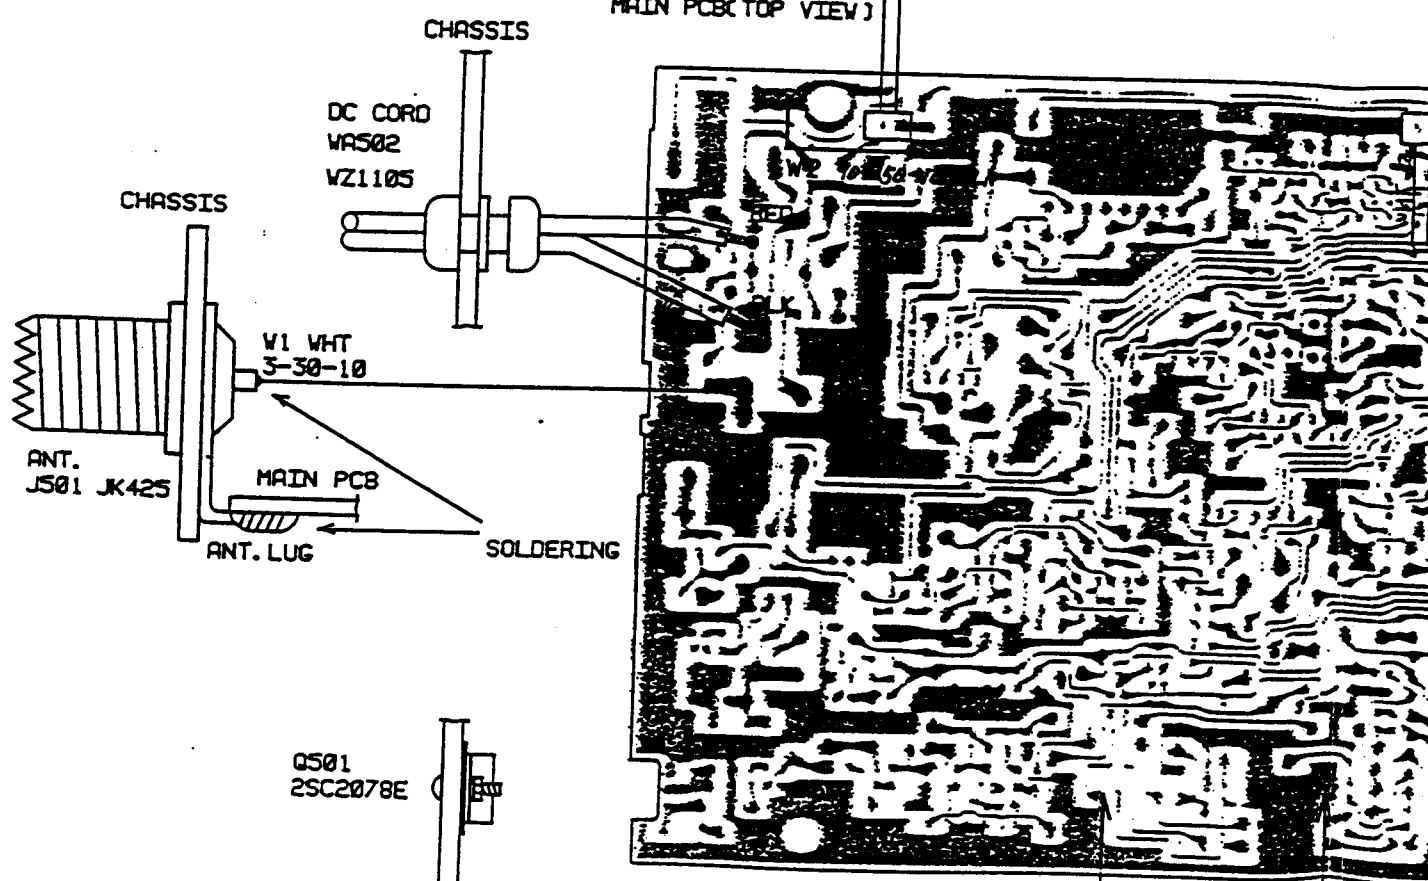 MAIN PCB(TOP VIEW)
CHASSIS
DC CORD
WA502
WZ1105
CHASSIS
RED
BLK
W1 WHT
3-30-10
ANT.
J501 JK425
MAIN PCB
ANT.LUG
SOLDERING
Q501
2SC2078E